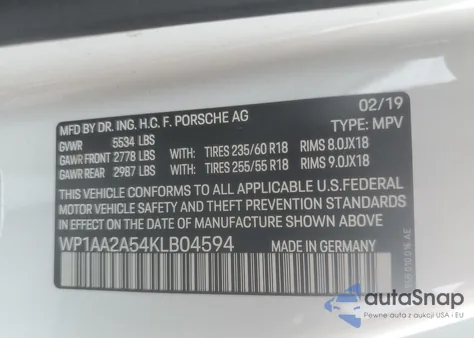 MFD BY DR. ING. H.C. F. PORSCHE AG 02/19
GVWR 5534 LBS TYPE: MPV
GAWR FRONT 2778 LBS WITH: TIRES 235/60 R18 RIMS 8.0JX18
GAWR REAR 2987 LBS WITH: TIRES 255/55 R18 RIMS 9.0JX18
THIS VEHICLE CONFORMS TO ALL APPLICABLE U.S.FEDERAL
MOTOR VEHICLE SAFETY, BUMPER, AND THEFT PREVENTION STANDARDS
IN EFFECT ON THE DATE OF MANUFACTURE SHOWN ABOVE.
WP1AA2A54KLB04594 MADE IN GERMANY
autoSnap
Pewne auta z aukcji USA i EU